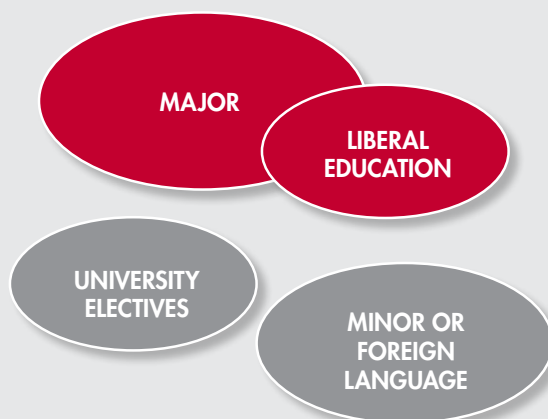 MAJOR
LIBERAL
EDUCATION
UNIVERSITY
ELECTIVES
MINOR OR
FOREIGN
LANGUAGE